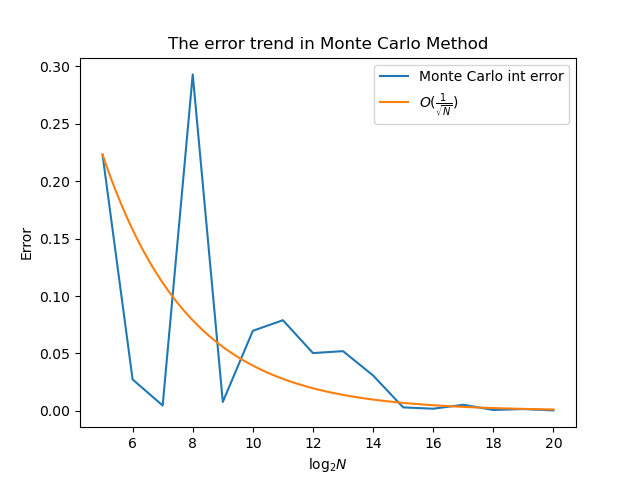 The error trend in Monte Carlo Method
0.30
0.25
0.20
0.15
0.10
0.05
0.00
Error
Monte Carlo int error
O(1/√N)
6 8 10 12 14 16 18 20
log₂N